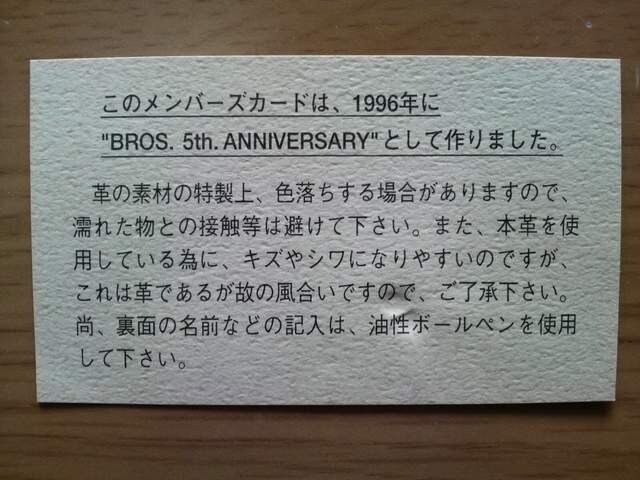 このメンバーズカードは、1996年に
"BROS. 5th. ANNIVERSARY"として作りました。
革の素材の特製上、色落ちする場合がありますので、
濡れた物との接触等は避けて下さい。また、本革を使
用している為に、キズやシワになりやすいのですが、
これは革であるが故の風合いですので、ご了承下さい。
尚、裏面の名前などの記入は、油性ボールペンを使用
して下さい。